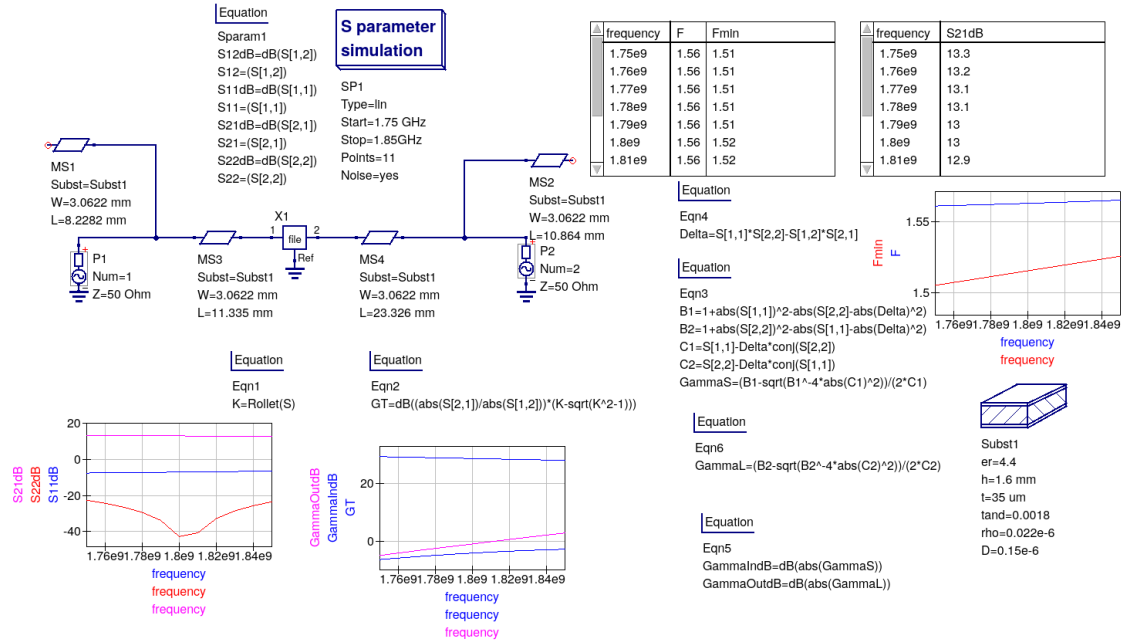 Equation
Sparam1
S12dB=dB(S[1,2])
S12=(S[1,2])
S11dB=dB(S[1,1])
S11=(S[1,1])
S21dB=dB(S[2,1])
S21=(S[2,1])
S22dB=dB(S[2,2])
S22=(S[2,2])
S parameter
simulation
SP1
Type=lin
Start=1.75 GHz
Stop=1.85GHz
Points=11
Noise=yes
frequency F Fmin
1.75e9 1.56 1.51
1.76e9 1.56 1.51
1.77e9 1.56 1.51
1.78e9 1.56 1.51
1.79e9 1.56 1.51
1.8e9 1.56 1.52
1.81e9 1.56 1.52
frequency S21dB
1.75e9 13.3
1.76e9 13.2
1.77e9 13.1
1.78e9 13.1
1.79e9 13
1.8e9 13
1.81e9 12.9
MS1
Subst=Subst1
W=3.0622 mm
L=8.2282 mm
P1
Num=1
Z=50 Ohm
MS3
Subst=Subst1
W=3.0622 mm
L=11.335 mm
X1
1
file
2
Ref
MS4
Subst=Subst1
W=3.0622 mm
L=23.326 mm
MS2
Subst=Subst1
W=3.0622 mm
L=10.864 mm
P2
Num=2
Z=50 Ohm
Equation
Eqn4
Delta=S[1,1]*S[2,2]-S[1,2]*S[2,1]
Equation
Eqn3
B1=1+abs(S[1,1])^2-abs(S[2,2]-abs(Delta)^2)
B2=1+abs(S[2,2])^2-abs(S[1,1]-abs(Delta)^2)
C1=S[1,1]-Delta*conj(S[2,2])
C2=S[2,2]-Delta*conj(S[1,1])
GammaS=(B1-sqrt(B1^-4*abs(C1)^2))/(2*C1)
Fmin
F
1.55
1.5
1.76e9 1.78e9 1.8e9 1.82e9 1.84e9
frequency
frequency
Equation
Eqn1
K=Rollet(S)
Equation
Eqn2
GT=dB((abs(S[2,1])/abs(S[1,2]))*(K-sqrt(K^2-1)))
S21dB
S22dB
S11dB
20
0
-20
-40
1.76e9 1.78e9 1.8e9 1.82e9 1.84e9
frequency
frequency
frequency
GammaOutdB
GammaIndB
GT
20
0
1.76e9 1.78e9 1.8e9 1.82e9 1.84e9
frequency
frequency
frequency
Equation
Eqn6
GammaL=(B2-sqrt(B2^-4*abs(C2)^2))/(2*C2)
Equation
Eqn5
GammaIndB=dB(abs(GammaS))
GammaOutdB=dB(abs(GammaL))
Subst1
er=4.4
h=1.6 mm
t=35 um
tand=0.0018
rho=0.022e-6
D=0.15e-6